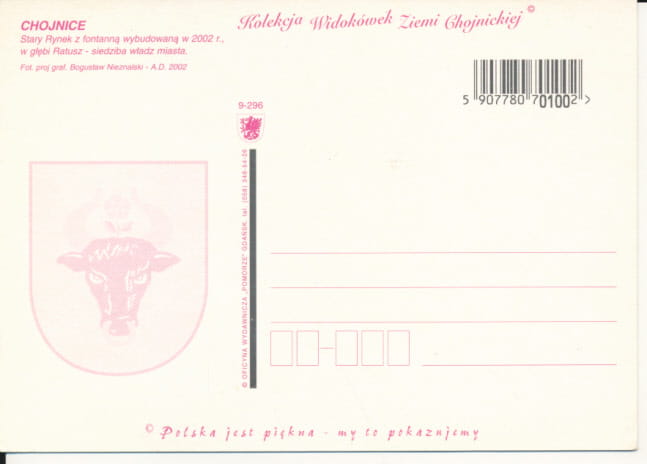 CHOJNICE
Stary Rynek z fontanną wybudowaną w 2002 r.,
w głębi Ratusz - siedziba władz miasta.
Fot. proj graf. Bogusław Nieznalski - A.D. 2002
Kolekcja Widokówek Ziemi Chojnickiej ©
5 907780 701002 >
9-296
© OFICYNA WYDAWNICZA „POMORZE” GDAŃSK, tel. (058) 348-54-26
© Polska jest piękna - my to pokazujemy